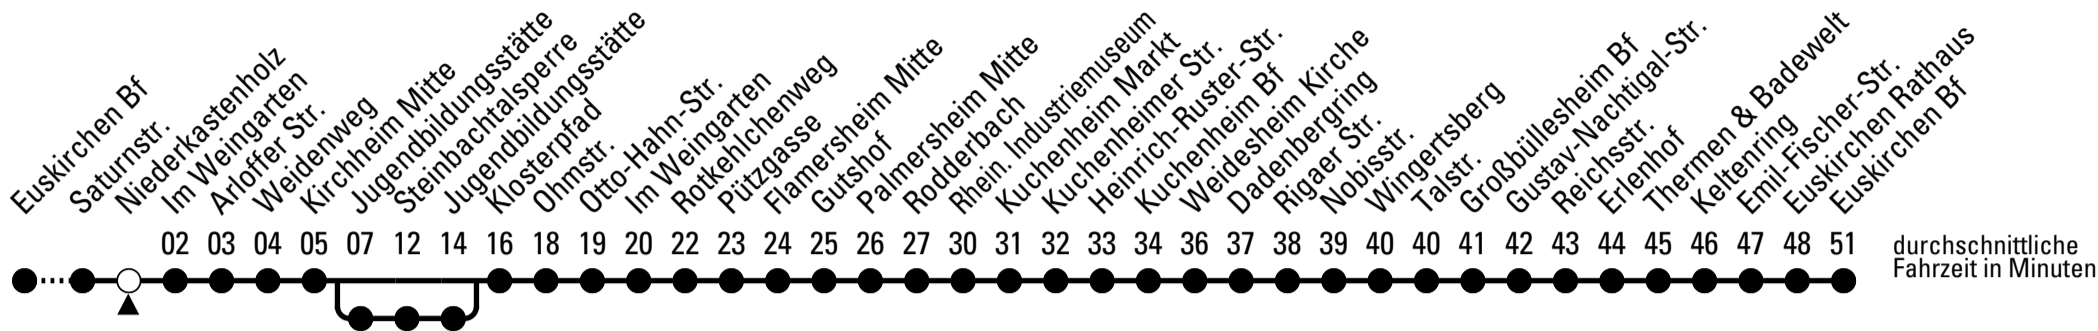 Euskirchen Bf
Saturnstr.
Niederkastenholz
Im Weingarten
Arloffer Str.
Weidenweg
Kirchheim Mitte
Jugendbildungsstätte
Steinbachtalsperre
Jugendbildungsstätte
Klosterpfad
Ohmstr.
Otto-Hahn-Str.
Im Weingarten
Rotkehlchenweg
Pützgasse
Flamersheim Mitte
Gutshof
Palmersheim Mitte
Rodderbach
Rhein. Industriemuseum
Kuchenheim Markt
Kuchenheimer Str.
Heinrich-Ruster-Str.
Kuchenheim Bf
Weidesheim Kirche
Dadenbergring
Rigaer Str.
Nobisstr.
Wingertsberg
Talstr.
Großbüllesheim Bf
Gustav-Nachtigal-Str.
Reichsstr.
Erlenhof
Thermen & Badewelt
Keltenring
Emil-Fischer-Str.
Euskirchen Rathaus
Euskirchen Bf
02 03 04 05 07 12 14 16 18 19 20 22 23 24 25 26 27 30 31 32 33 34 36 37 38 39 40 40 41 42 43 44 45 46 47 48 51
durchschnittliche
Fahrzeit in Minuten